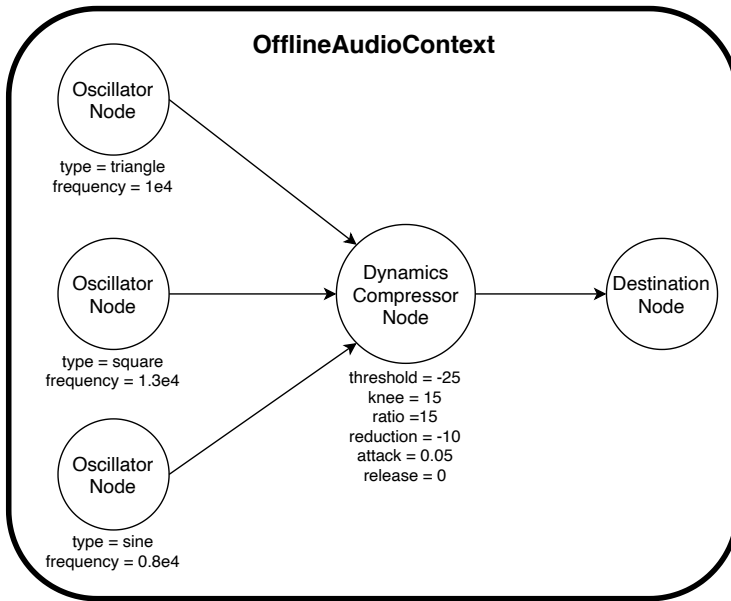 OfflineAudioContext
Oscillator
Node
type = triangle
frequency = 1e4
Oscillator
Node
type = square
frequency = 1.3e4
Oscillator
Node
type = sine
frequency = 0.8e4
Dynamics
Compressor
Node
threshold = -25
knee = 15
ratio =15
reduction = -10
attack = 0.05
release = 0
Destination
Node